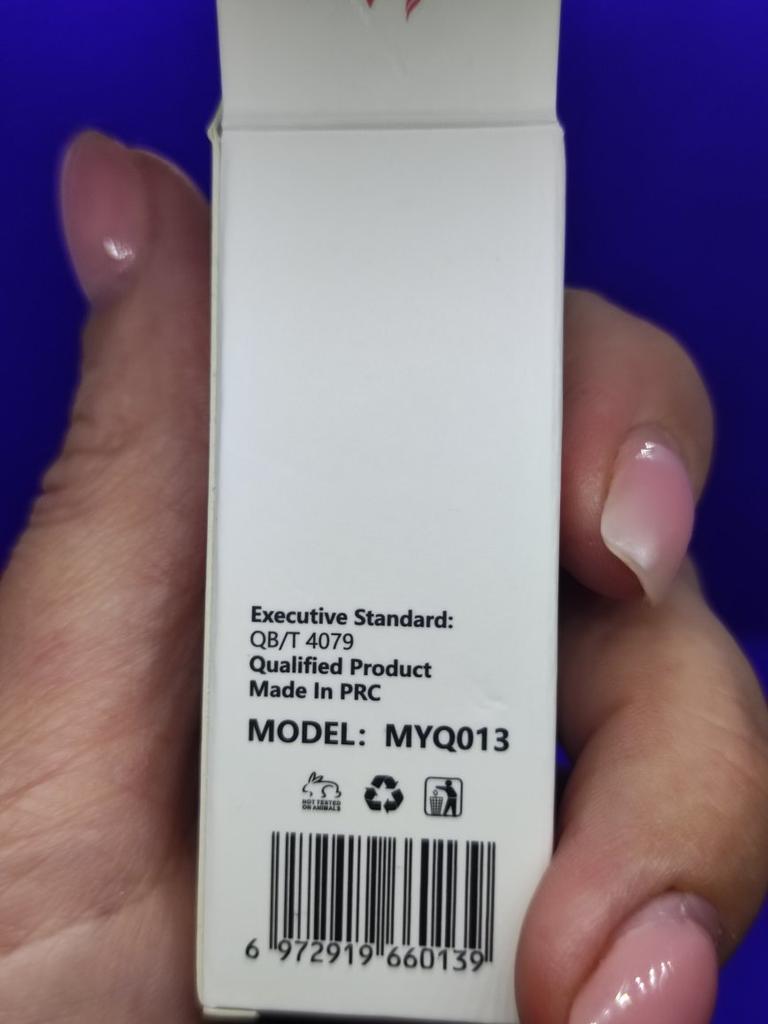 Executive Standard:
QB/T 4079
Qualified Product
Made In PRC
MODEL: MYQ013
NOT TESTED
ON ANIMALS
6 972919 660139